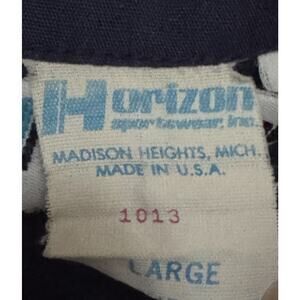 Horizon
sportswear, inc.
MADISON HEIGHTS, MICH.
MADE IN U.S.A.
1013
LARGE